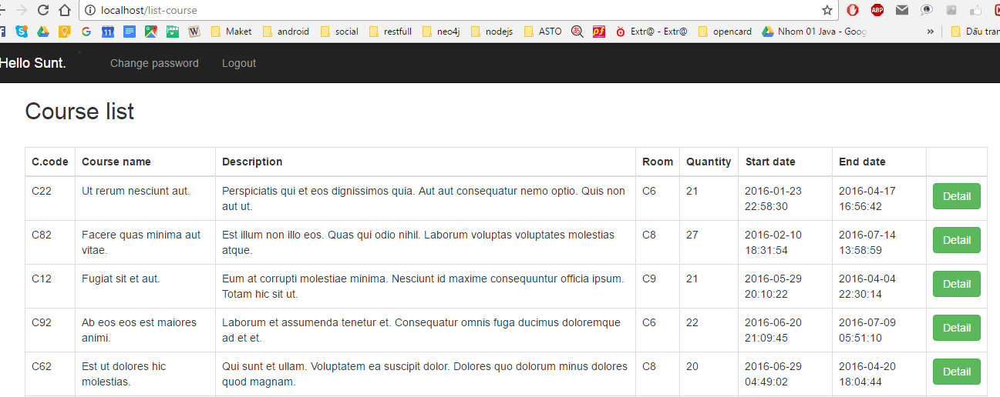 localhost/list-course
ABP
G 11 W Maket android social restfull neo4j nodejs ASTO あ pf Extr@ - Extr@ opencard Nhom 01 Java - Goog » Dấu tran
Hello Sunt. Change password Logout
Course list
C.code Course name Description Room Quantity Start date End date
C22 Ut rerum nesciunt aut. Perspiciatis qui et eos dignissimos quia. Aut aut consequatur nemo optio. Quis non C6 21 2016-01-23 2016-04-17 Detail
aut ut. 22:58:30 16:56:42
C82 Facere quas minima aut Est illum non illo eos. Quas qui odio nihil. Laborum voluptas voluptates molestias C8 27 2016-02-10 2016-07-14 Detail
vitae. atque. 18:31:54 13:58:59
C12 Fugiat sit et aut. Eum at corrupti molestiae minima. Nesciunt id maxime consequuntur officia ipsum. C9 21 2016-05-29 2016-04-04 Detail
Totam hic sit ut. 20:10:22 22:30:14
C92 Ab eos eos est maiores Laborum et assumenda tenetur et. Consequatur omnis fuga ducimus doloremque C6 22 2016-06-20 2016-07-09 Detail
animi. ad et et. 21:09:45 05:51:10
C62 Est ut dolores hic Qui sunt et ullam. Voluptatem ea suscipit dolor. Dolores quo dolorum minus dolores C8 20 2016-06-29 2016-04-20 Detail
molestias. quod magnam. 04:49:02 18:04:44